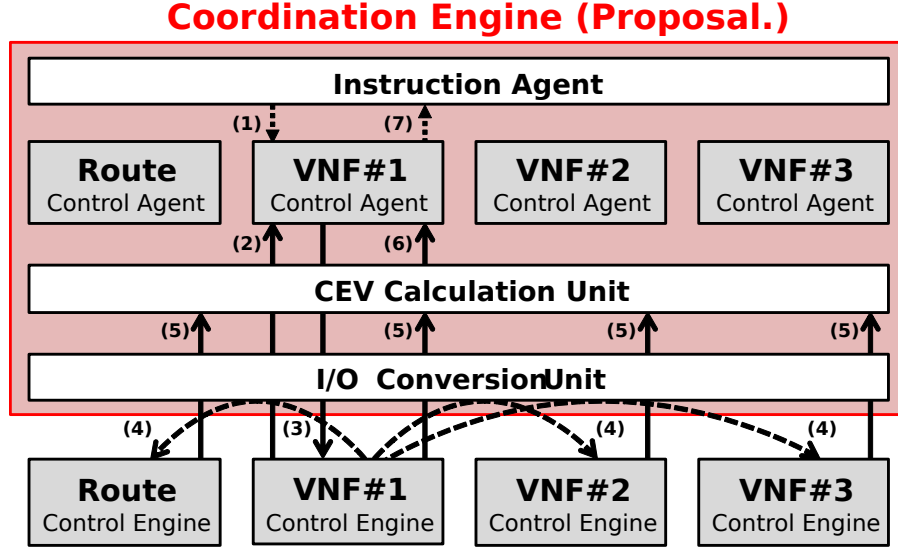 Coordination Engine (Proposal.)
Instruction Agent
(1) (7)
Route VNF#1 VNF#2 VNF#3
Control Agent Control Agent Control Agent Control Agent
(2) (6)
CEV Calculation Unit
(5) (5) (5) (5)
I/O ConversionUnit
(4) (3) (4) (4)
Route VNF#1 VNF#2 VNF#3
Control Engine Control Engine Control Engine Control Engine